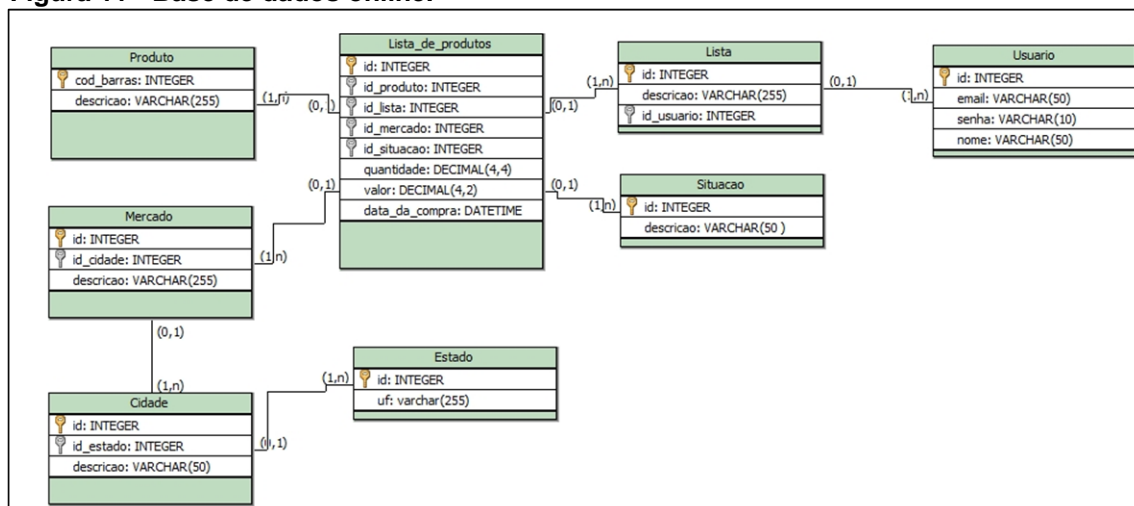 Figura 11 - Base de dados online.
Produto
cod_barras: INTEGER
descricao: VARCHAR(255)
(1,n)
(0,1)
Lista_de_produtos
id: INTEGER
id_produto: INTEGER
id_lista: INTEGER
id_mercado: INTEGER
id_situacao: INTEGER
quantidade: DECIMAL(4,4)
valor: DECIMAL(4,2)
data_da_compra: DATETIME
(0,1)
(1,n)
Lista
id: INTEGER
descricao: VARCHAR(255)
id_usuario: INTEGER
(0,1)
(1,n)
Usuario
id: INTEGER
email: VARCHAR(50)
senha: VARCHAR(10)
nome: VARCHAR(50)
(0,1)
(1,n)
Situacao
id: INTEGER
descricao: VARCHAR(50 )
(0,1)
(1,n)
Mercado
id: INTEGER
id_cidade: INTEGER
descricao: VARCHAR(255)
(0,1)
(1,n)
Cidade
id: INTEGER
id_estado: INTEGER
descricao: VARCHAR(50)
(0,1)
(1,n)
Estado
id: INTEGER
uf: varchar(255)